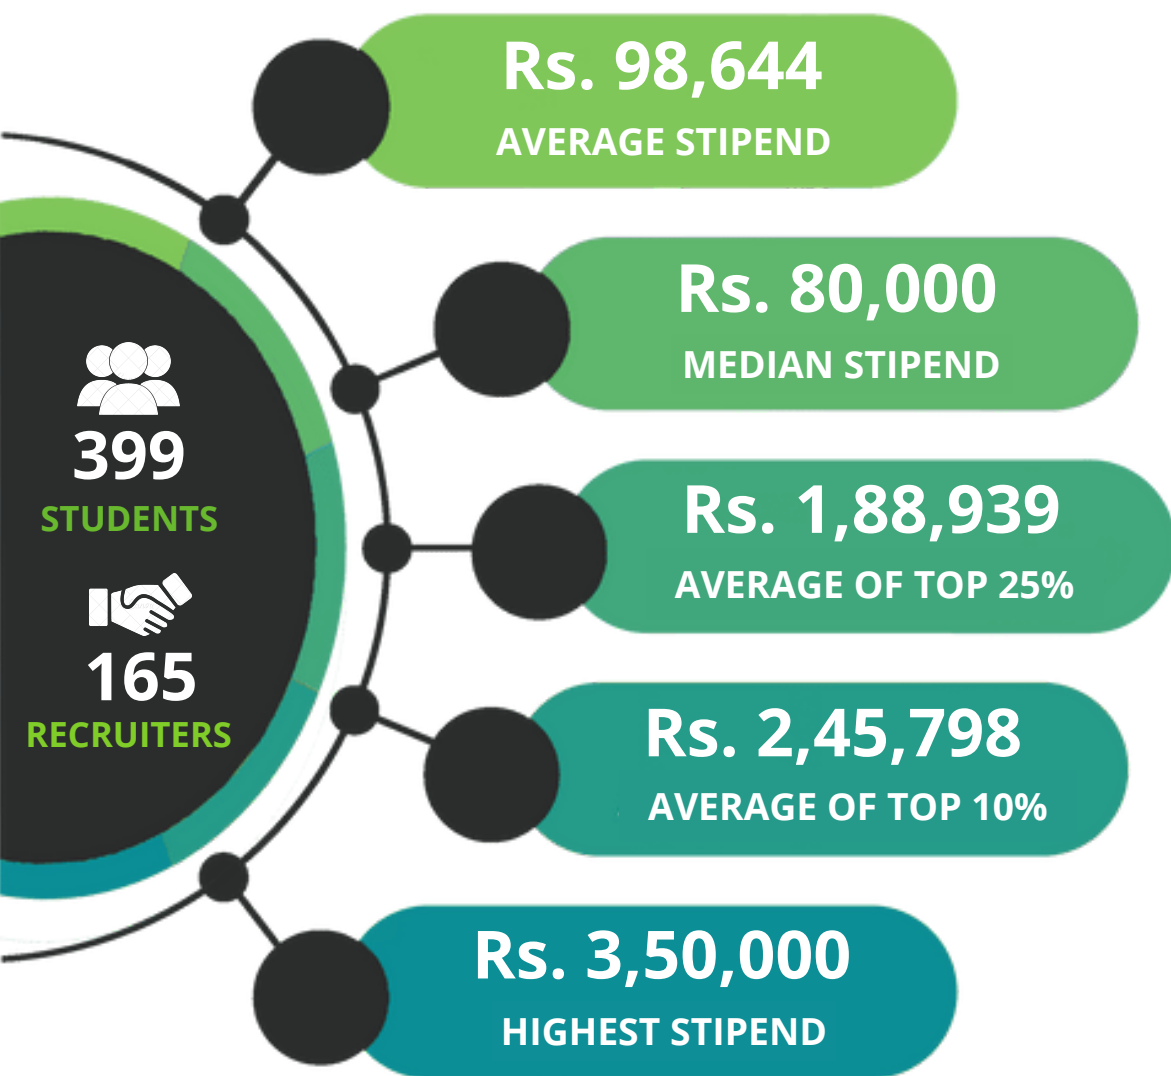 Rs. 98,644
AVERAGE STIPEND
Rs. 80,000
MEDIAN STIPEND
399
STUDENTS
Rs. 1,88,939
AVERAGE OF TOP 25%
165
RECRUITERS
Rs. 2,45,798
AVERAGE OF TOP 10%
Rs. 3,50,000
HIGHEST STIPEND